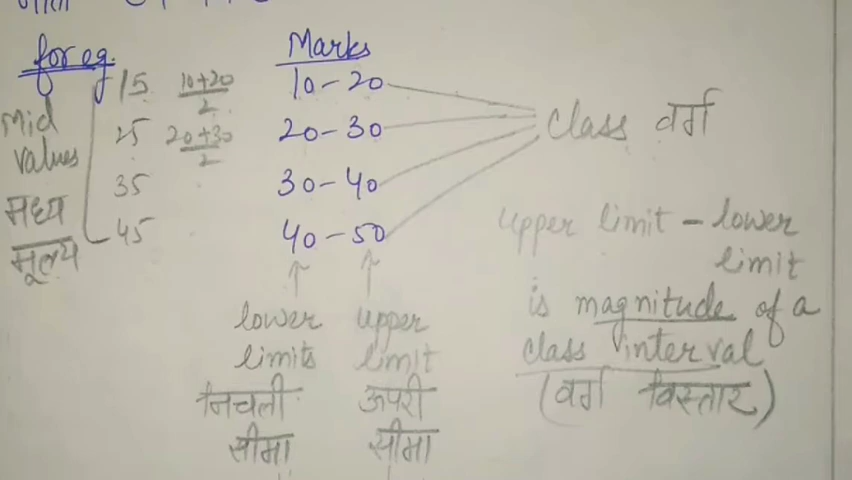 for eg. Marks
15 10+20/2 10-20
25 20+30/2 20-30
35 30-40
45 40-50
Mid
values
मध्य
मूल्य
class वर्ग
lower
limits
निचली
सीमा
upper
limit
ऊपरी
सीमा
upper limit - lower
limit
is magnitude of a
class interval
(वर्ग विस्तार)